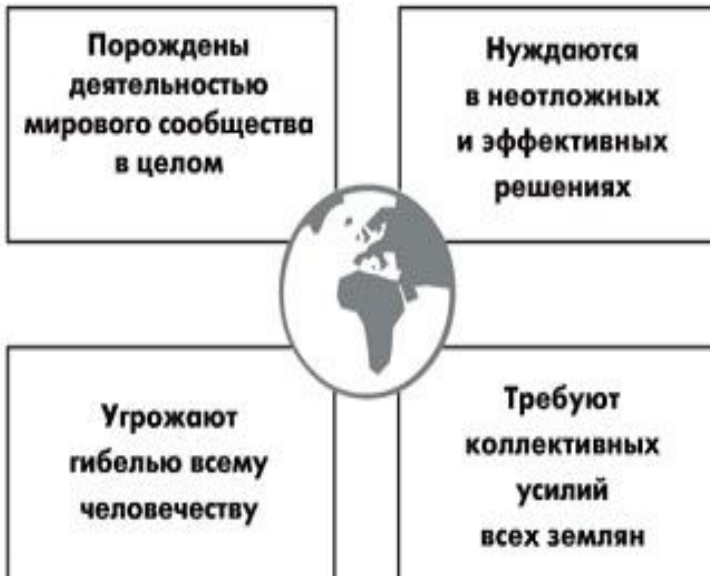 Порождены
деятельностью
мирового сообщества
в целом
Нуждаются
в неотложных
и эффективных
решениях
Угрожают
гибелью всему
человечеству
Требуют
коллективных
усилий
всех землян